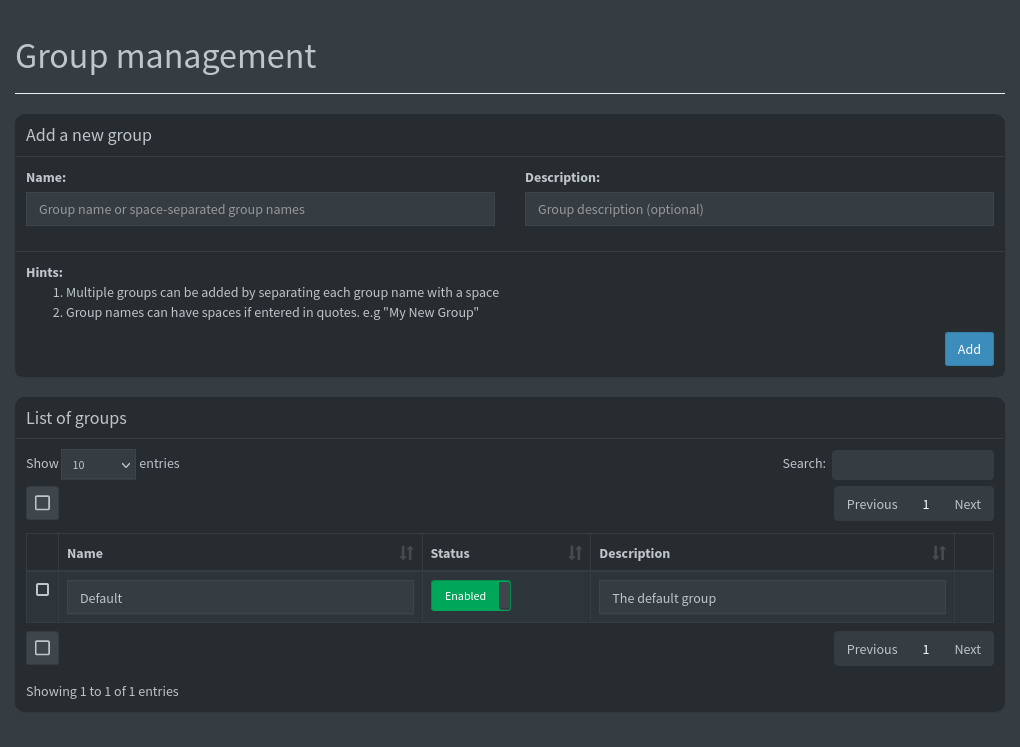 Group management
Add a new group
Name: Description:
Group name or space-separated group names Group description (optional)
Hints:
1. Multiple groups can be added by separating each group name with a space
2. Group names can have spaces if entered in quotes. e.g "My New Group"
Add
List of groups
Show 10 entries Search:
Previous 1 Next
Name Status Description
Default Enabled The default group
Previous 1 Next
Showing 1 to 1 of 1 entries